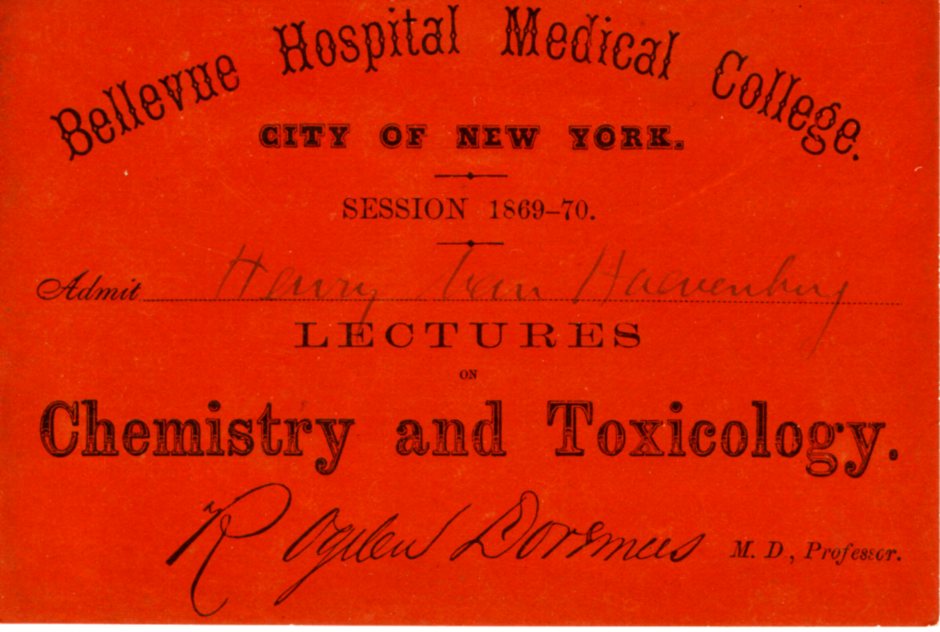 Bellevue Hospital Medical College.
CITY OF NEW YORK.
SESSION 1869–70.
Admit Henry Van Haevenburg
LECTURES
ON
Chemistry and Toxicology.
R Ogden Doremus M. D., Professor.